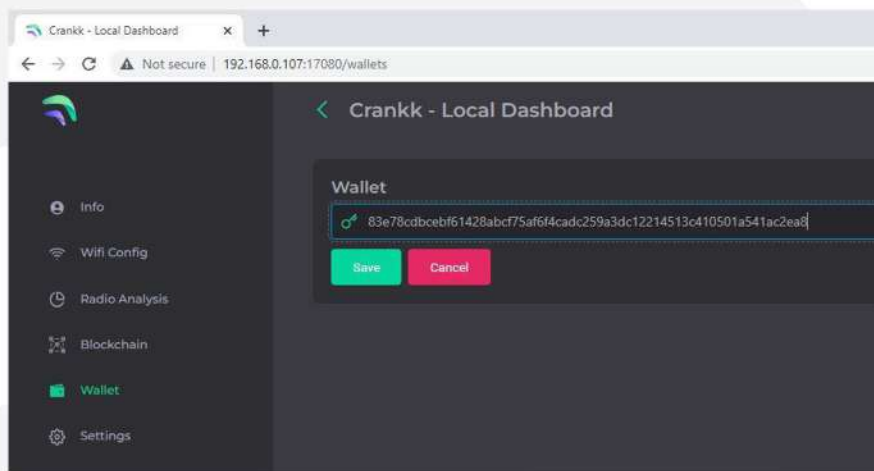 Crankk - Local Dashboard
Not secure | 192.168.0.107:17080/wallets
Crankk - Local Dashboard
Wallet
83e78cdbcebf61428abcf75af6f4cadc259a3dc12214513c410501a541ac2ea8
Save Cancel
Info
Wifi Config
Radio Analysis
Blockchain
Wallet
Settings